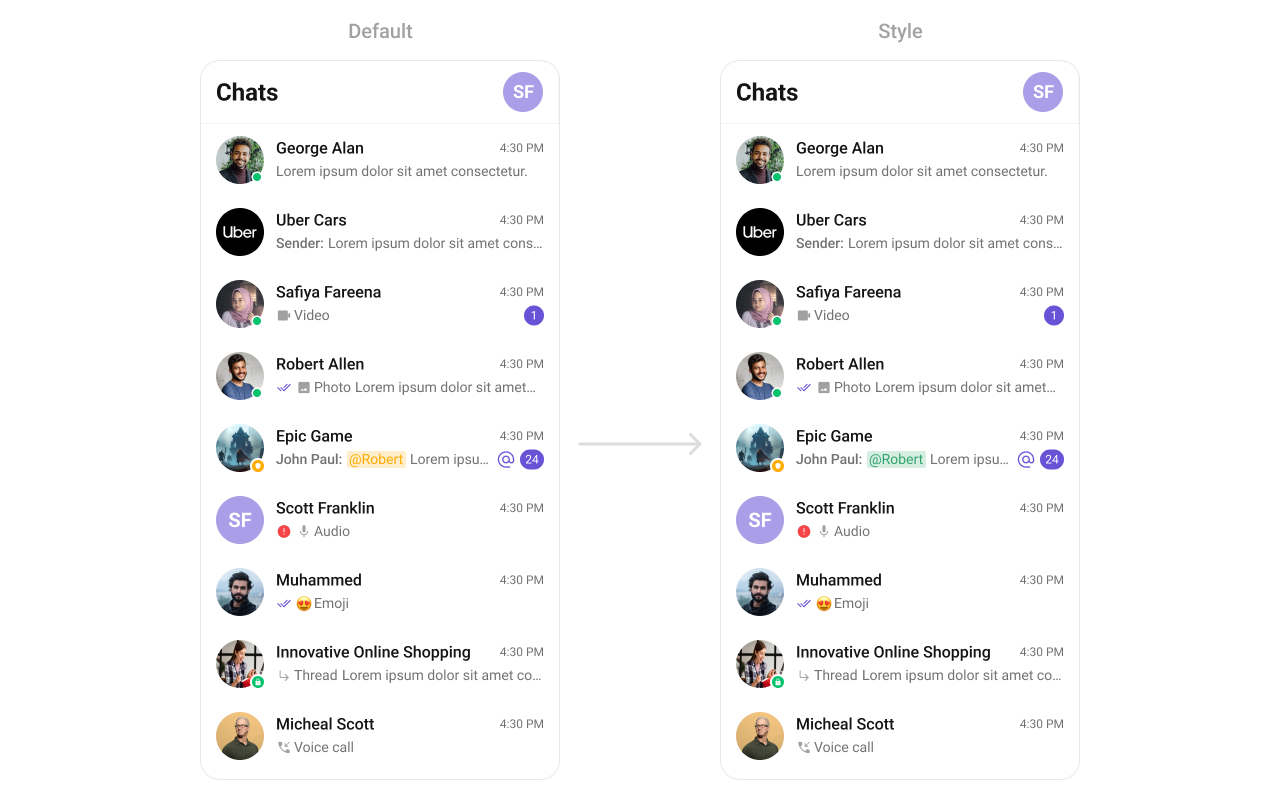 Default
Chats
SF
George Alan
4:30 PM
Lorem ipsum dolor sit amet consectetur.
Uber
Uber Cars
4:30 PM
Sender: Lorem ipsum dolor sit amet cons...
Safiya Fareena
4:30 PM
Video
1
Robert Allen
4:30 PM
Photo Lorem ipsum dolor sit amet...
Epic Game
4:30 PM
John Paul: @Robert Lorem ipsu... @ 24
SF
Scott Franklin
4:30 PM
Audio
Muhammed
4:30 PM
Emoji
Innovative Online Shopping
4:30 PM
Thread Lorem ipsum dolor sit amet co...
Micheal Scott
4:30 PM
Voice call
Style
Chats
SF
George Alan
4:30 PM
Lorem ipsum dolor sit amet consectetur.
Uber
Uber Cars
4:30 PM
Sender: Lorem ipsum dolor sit amet cons...
Safiya Fareena
4:30 PM
Video
1
Robert Allen
4:30 PM
Photo Lorem ipsum dolor sit amet...
Epic Game
4:30 PM
John Paul: @Robert Lorem ipsu... @ 24
SF
Scott Franklin
4:30 PM
Audio
Muhammed
4:30 PM
Emoji
Innovative Online Shopping
4:30 PM
Thread Lorem ipsum dolor sit amet co...
Micheal Scott
4:30 PM
Voice call